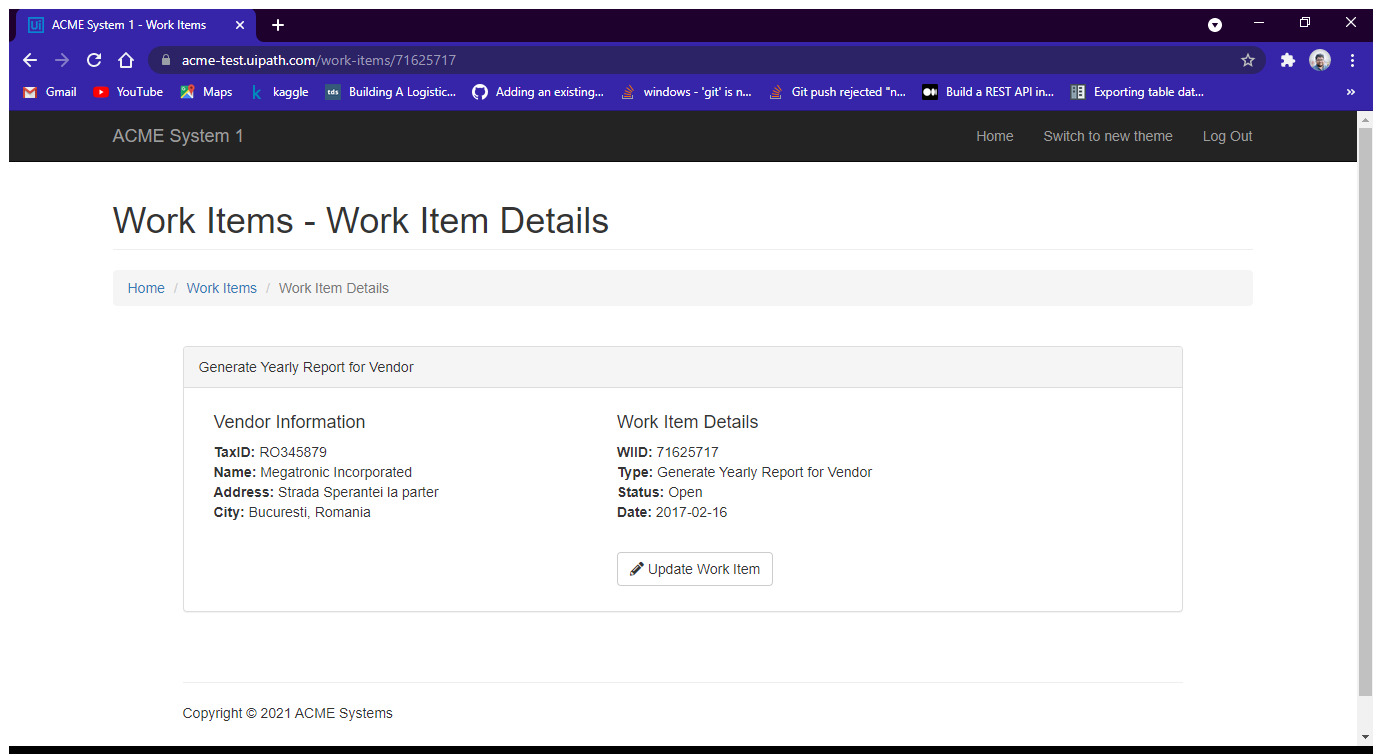 ACME System 1 - Work Items
acme-test.uipath.com/work-items/71625717
Gmail YouTube Maps kaggle Building A Logistic... Adding an existing... windows - 'git' is n... Git push rejected "n... Build a REST API in... Exporting table dat... »
ACME System 1 Home Switch to new theme Log Out
Work Items - Work Item Details
Home / Work Items / Work Item Details
Generate Yearly Report for Vendor
Vendor Information
TaxID: RO345879
Name: Megatronic Incorporated
Address: Strada Sperantei la parter
City: Bucuresti, Romania
Work Item Details
WIID: 71625717
Type: Generate Yearly Report for Vendor
Status: Open
Date: 2017-02-16
Update Work Item
Copyright © 2021 ACME Systems